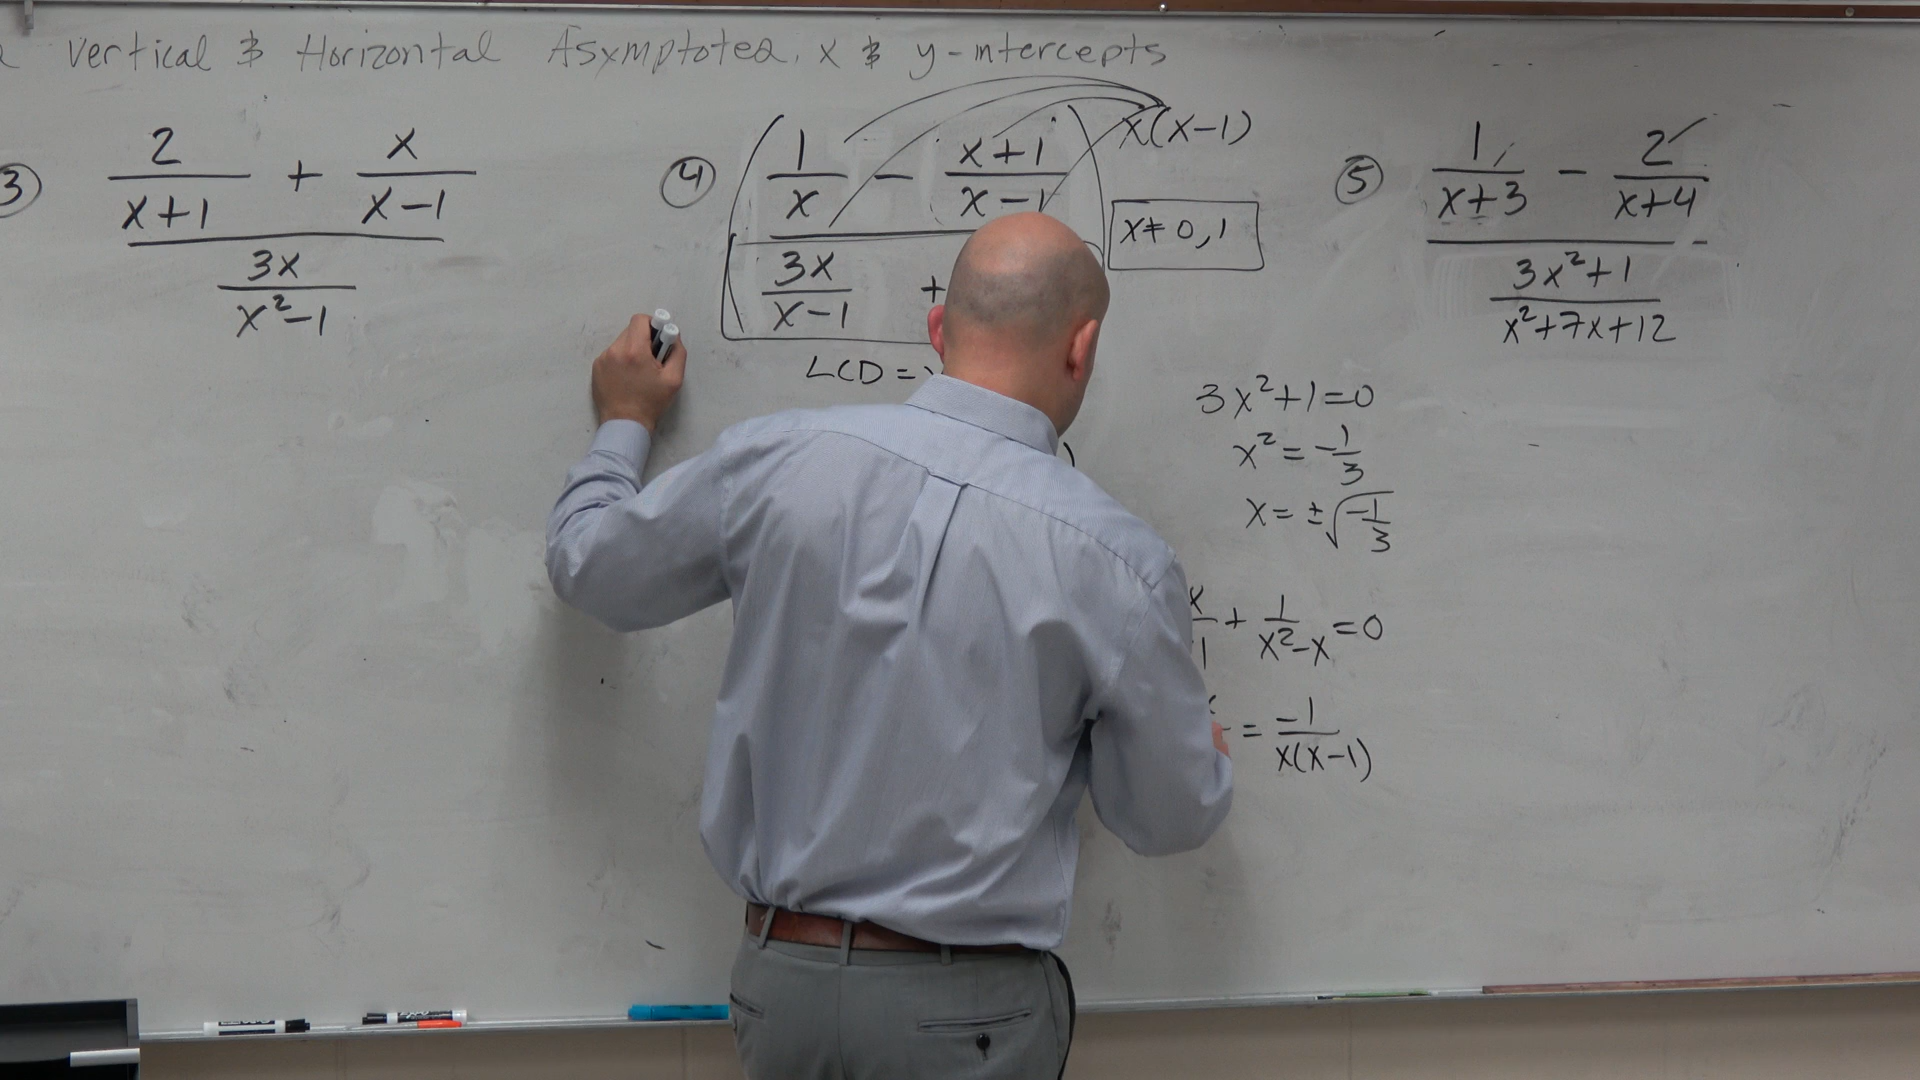 Vertical & Horizontal Asymptotes, x & y-intercepts
3
2/(x+1) + x/(x-1)
3x/(x²-1)
4
(1/x - (x+1)/(x-1)) x(x-1)
3x/(x-1) +
x≠0,1
LCD =
)
5
1/(x+3) - 2/(x+4)
(3x²+1)/(x²+7x+12)
3x²+1=0
x² = -1/3
x = ±√(-1/3)
+ 1/(x²-x) = 0
= -1/(x(x-1))